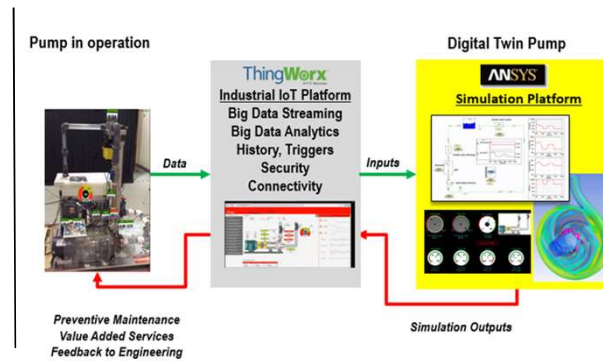 Pump in operation
Digital Twin Pump
ThingWorx
Industrial IoT Platform
Big Data Streaming
Big Data Analytics
History, Triggers
Security
Connectivity
ANSYS
Simulation Platform
Data
Inputs
Preventive Maintenance
Value Added Services
Feedback to Engineering
Simulation Outputs